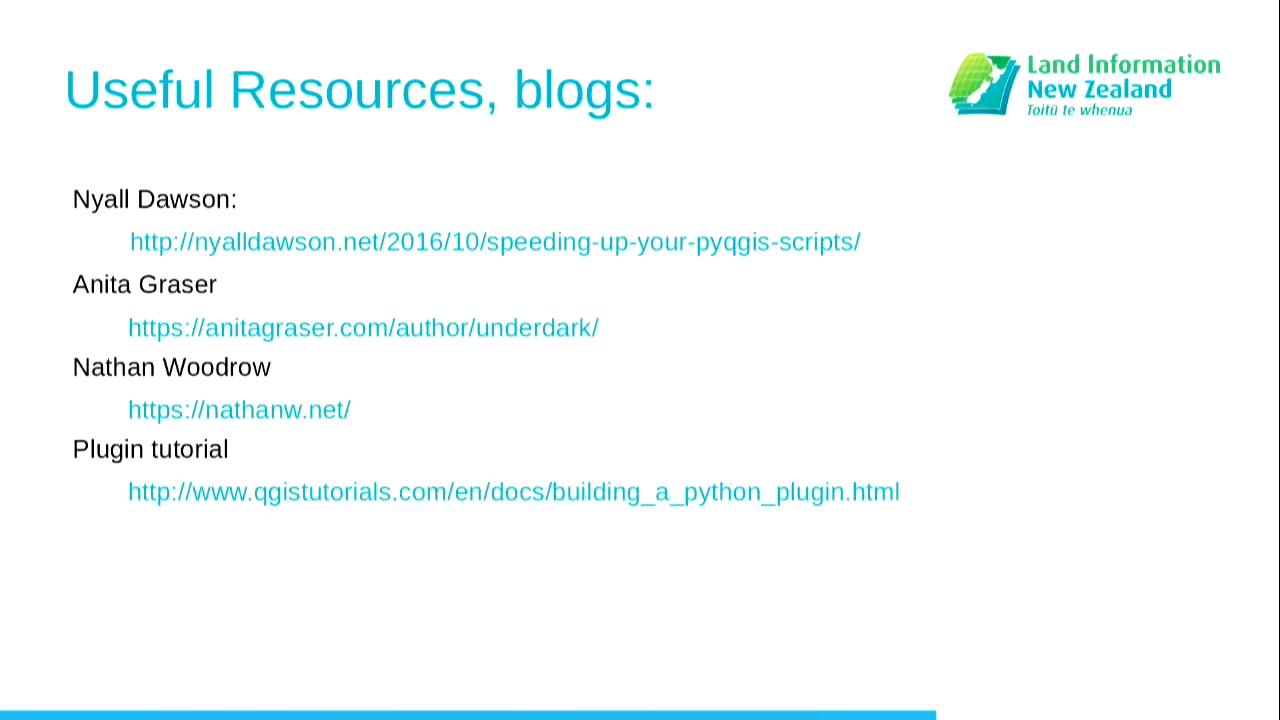 Useful Resources, blogs:
Land Information
New Zealand
Toitū te whenua
Nyall Dawson:
http://nyalldawson.net/2016/10/speeding-up-your-pyqgis-scripts/
Anita Graser
https://anitagraser.com/author/underdark/
Nathan Woodrow
https://nathanw.net/
Plugin tutorial
http://www.qgistutorials.com/en/docs/building_a_python_plugin.html